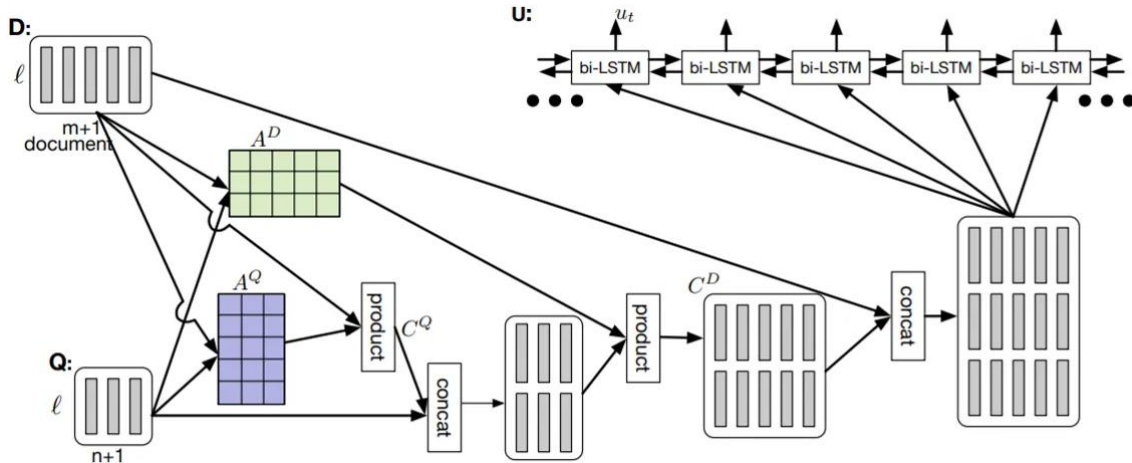 D:
U:
u_t
ℓ
bi-LSTM
bi-LSTM
bi-LSTM
bi-LSTM
bi-LSTM
m+1
document
A^D
A^Q
product
C^Q
product
C^D
concat
Q:
ℓ
concat
n+1